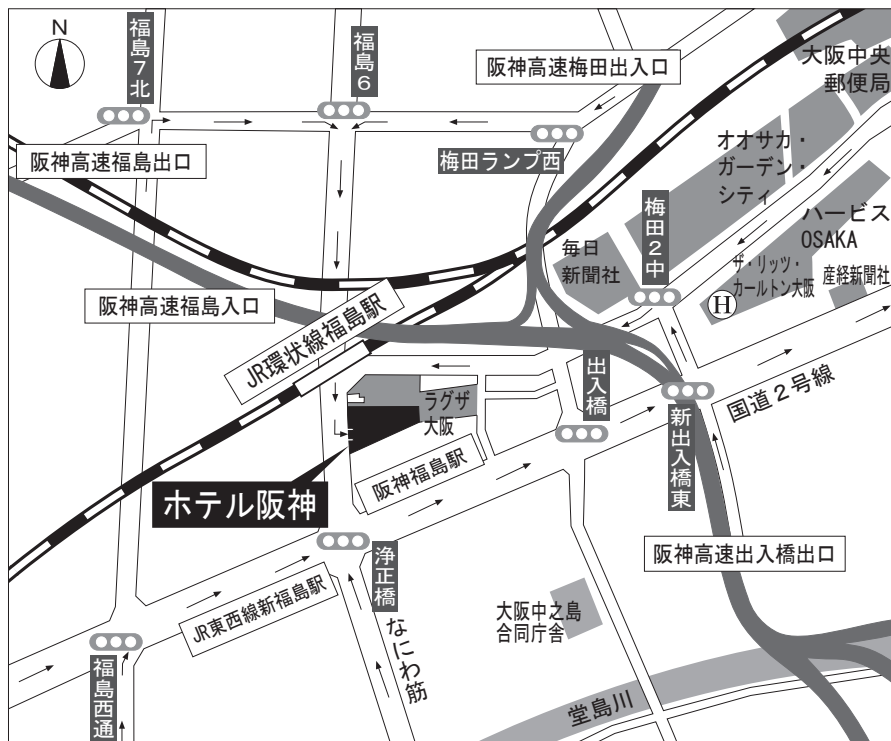 N
福島7北
福島6
阪神高速梅田出入口
大阪中央
郵便局
阪神高速福島出口
梅田ランプ西
オオサカ・
ガーデン・
シティ
梅田2中
ハービス
OSAKA
毎日
新聞社
ザ・リッツ・
カールトン大阪
産経新聞社
H
阪神高速福島入口
JR環状線福島駅
出入橋
ラグザ
大阪
国道2号線
新出入橋東
阪神福島駅
ホテル阪神
浄正橋
阪神高速出入橋出口
JR東西線新福島駅
なにわ筋
大阪中之島
合同庁舎
福島西通
堂島川